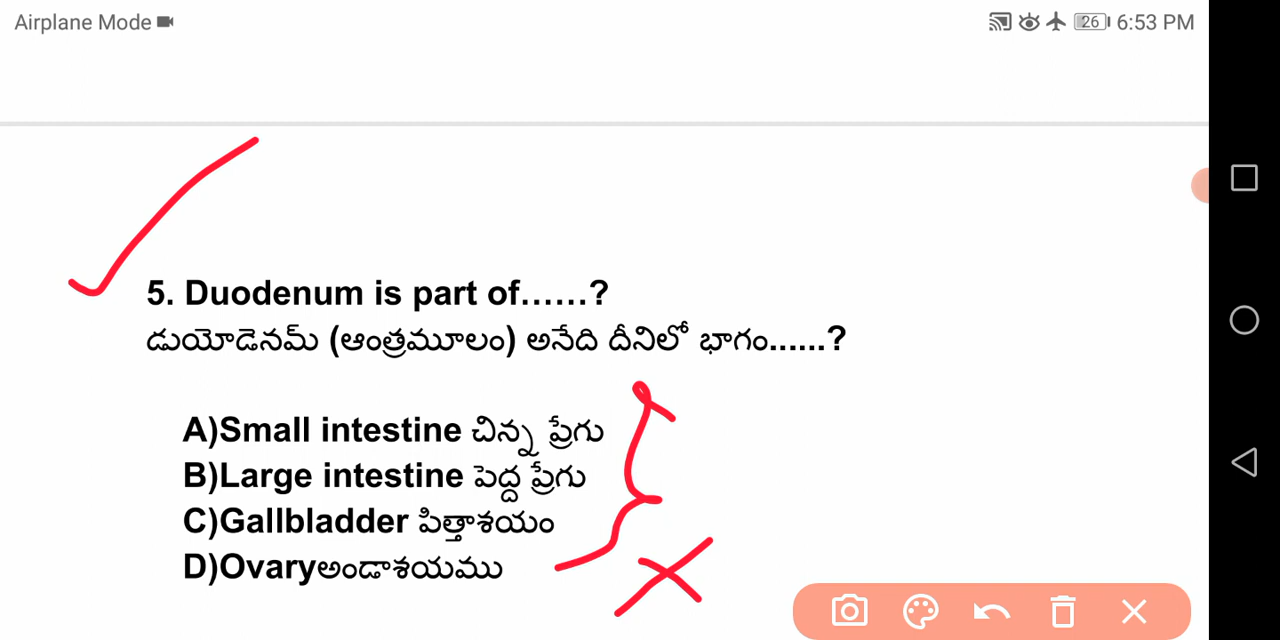 Airplane Mode 26 6:53 PM
5. Duodenum is part of......?
డుయోడెనమ్ (ఆంత్రమూలం) అనేది దీనిలో భాగం......?
A)Small intestine చిన్న ప్రేగు
B)Large intestine పెద్ద ప్రేగు
C)Gallbladder పిత్తాశయం
D)Ovaryఅండాశయము